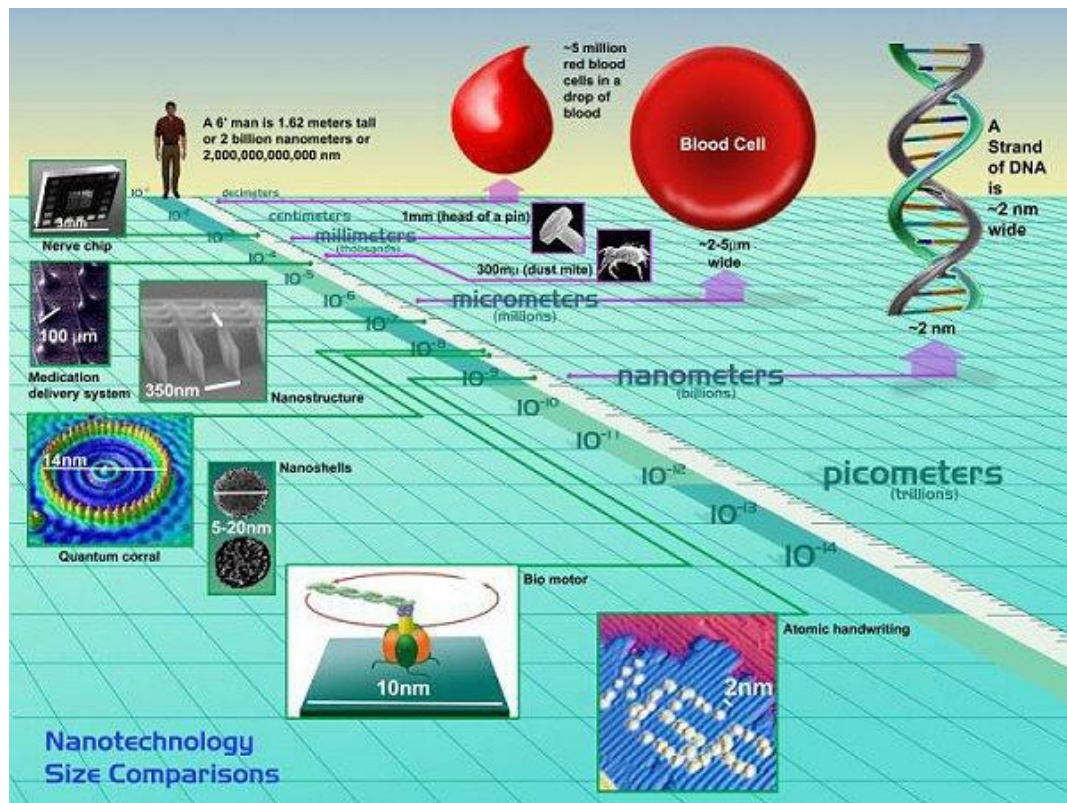 A 6' man is 1.62 meters tall
or 2 billion nanometers or
2,000,000,000,000 nm
~5 million
red blood
cells in a
drop of
blood
Blood Cell
A
Strand
of DNA
is
~2 nm
wide
3mm
Nerve chip
decimeters
centimeters
millimeters
(thousands)
1mm (head of a pin)
300mµ (dust mite)
~2-5µm
wide
micrometers
(millions)
~2 nm
nanometers
(billions)
picometers
(trillions)
10⁻²
10⁻³
10⁻⁴
10⁻⁵
10⁻⁶
10⁻⁷
10⁻⁸
10⁻⁹
10⁻¹⁰
10⁻¹¹
10⁻¹²
10⁻¹³
10⁻¹⁴
100 µm
Medication
delivery system
350nm
Nanostructure
14nm
Quantum corral
Nanoshells
5-20nm
Bio motor
10nm
Atomic handwriting
2nm
Nanotechnology
Size Comparisons